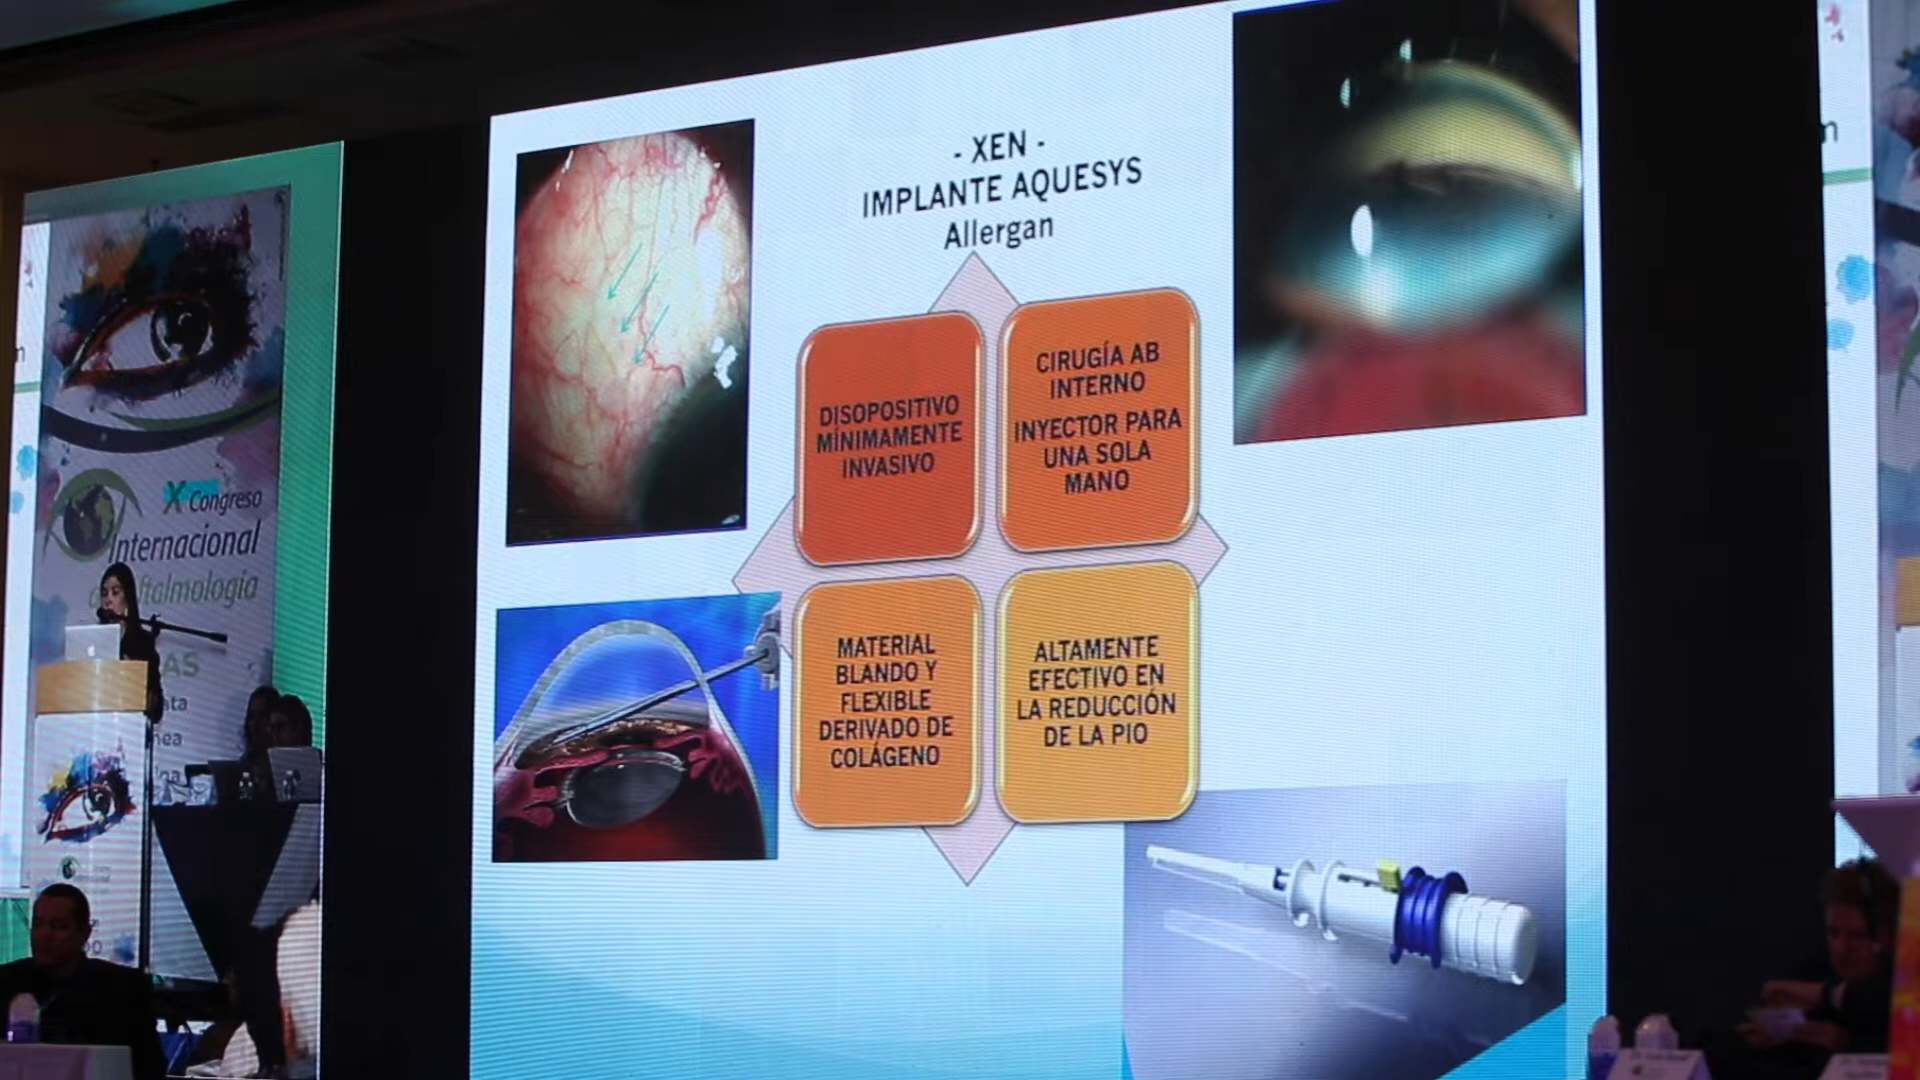 - XEN -
IMPLANTE AQUESYS
Allergan
DISOPOSITIVO
MÍNIMAMENTE
INVASIVO
CIRUGÍA AB
INTERNO
INYECTOR PARA
UNA SOLA
MANO
MATERIAL
BLANDO Y
FLEXIBLE
DERIVADO DE
COLÁGENO
ALTAMENTE
EFECTIVO EN
LA REDUCCIÓN
DE LA PIO
X Congreso
Internacional
ftalmología